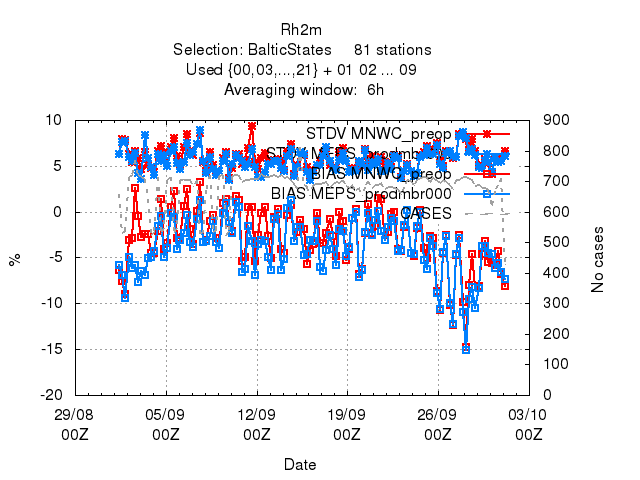 Rh2m
Selection: BalticStates     81 stations
Used {00,03,...,21} + 01 02 ... 09
Averaging window:  6h
10
5
0
-5
-10
-15
-20
%
900
800
700
600
500
400
300
200
100
0
No cases
STDV MNWC_preop
STDV MEPS_prodmbr000
BIAS MNWC_preop
BIAS MEPS_prodmbr000
CASES
29/08 05/09 12/09 19/09 26/09 03/10
00Z 00Z 00Z 00Z 00Z 00Z
Date